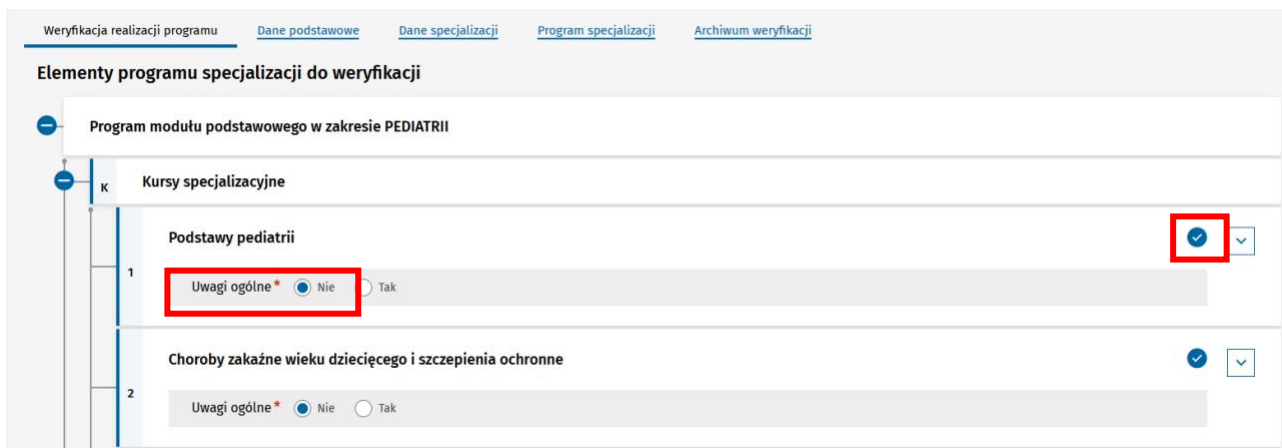 Weryfikacja realizacji programu Dane podstawowe Dane specjalizacji Program specjalizacji Archiwum weryfikacji
Elementy programu specjalizacji do weryfikacji
Program modułu podstawowego w zakresie PEDIATRII
K Kursy specjalizacyjne
Podstawy pediatrii
1
Uwagi ogólne* Nie Tak
Choroby zakaźne wieku dziecięcego i szczepienia ochronne
2
Uwagi ogólne* Nie Tak